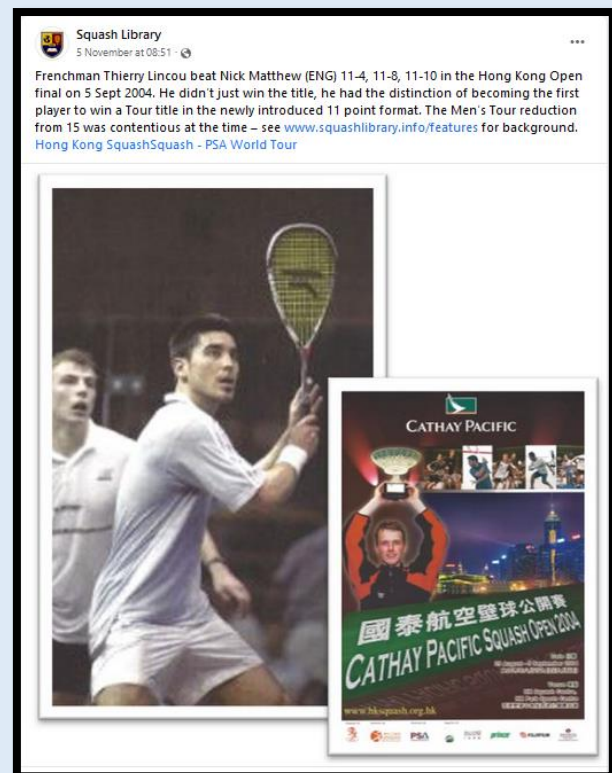 Squash Library
5 November at 08:51 ·
Frenchman Thierry Lincou beat Nick Matthew (ENG) 11-4, 11-8, 11-10 in the Hong Kong Open
final on 5 Sept 2004. He didn't just win the title, he had the distinction of becoming the first
player to win a Tour title in the newly introduced 11 point format. The Men's Tour reduction
from 15 was contentious at the time – see www.squashlibrary.info/features for background.
Hong Kong SquashSquash - PSA World Tour
CATHAY PACIFIC
國泰航空壁球公開賽
CATHAY PACIFIC SQUASH OPEN 2004
www.hksquash.org.hk
PSA
prince
FUJIFILM